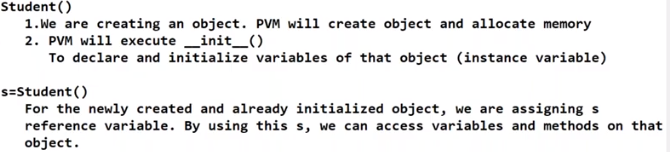 Student()
1.We are creating an object. PVM will create object and allocate memory
2. PVM will execute __init__()
To declare and initialize variables of that object (instance variable)
s=Student()
For the newly created and already initialized object, we are assigning s
reference variable. By using this s, we can access variables and methods on that
object.